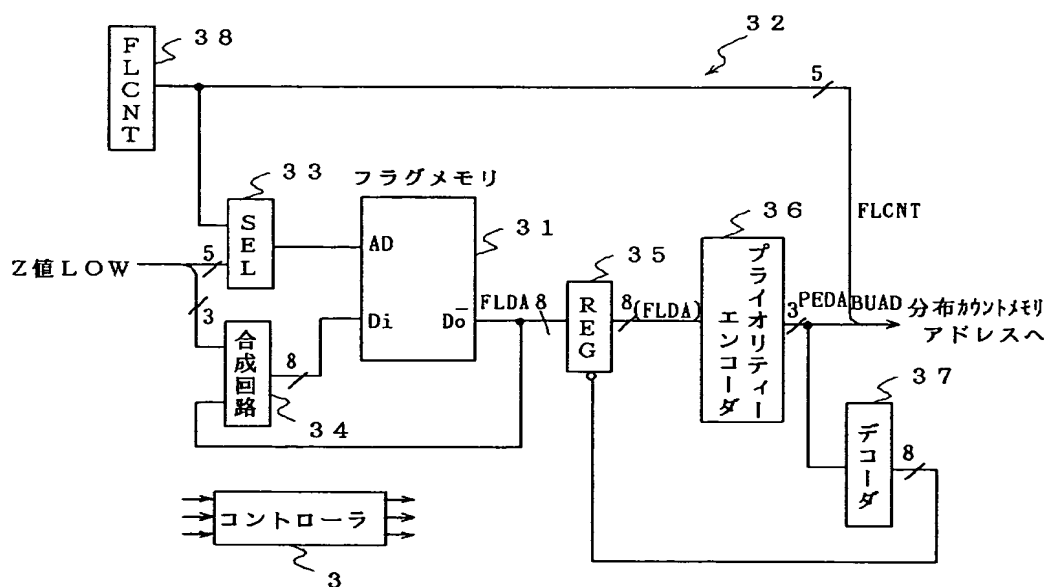 FLCNT
38
32
5
33
フラグメモリ
SEL
31
36
FLCNT
AD
35
Z値LOW
5
3
FLDA
8
REG
8
(FLDA)
プライオリティー
エンコーダ
3
PEDA
BUAD
分布カウントメモリ
アドレスへ
Di
Do
合成回路
8
34
37
デコーダ
8
コントローラ
3